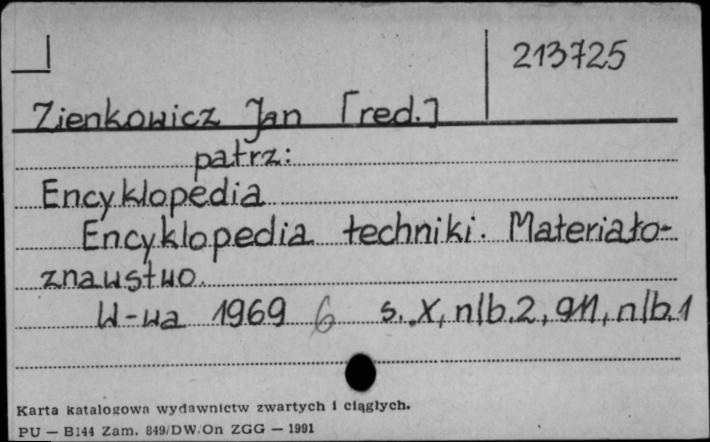 213725
Zienkowicz Jan [red.]
patrz:
Encyklopedia
Encyklopedia techniki. Materiało-
znawstwo.
W-wa 1969 6 s. X, nlb. 2, 911, nlb. 1
Karta katalogowa wydawnictw zwartych i ciągłych.
PU — B144 Zam. 849/DW/On ZGG — 1991